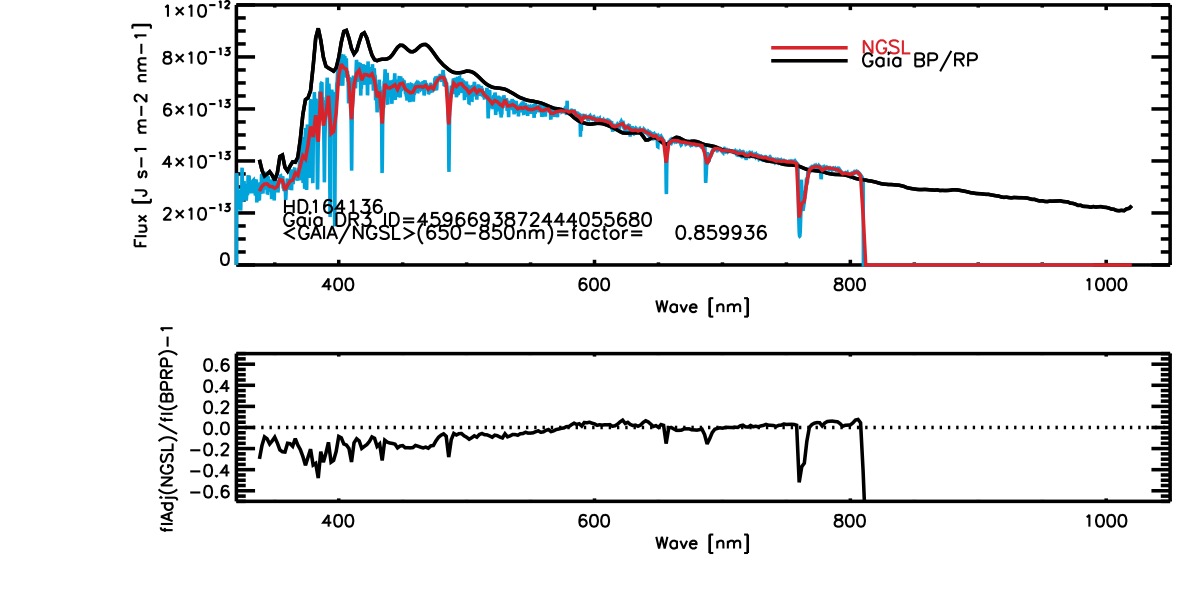 1×10−12
8×10−13
6×10−13
4×10−13
2×10−13
0
Flux [J s−1 m−2 nm−1]
NGSL
Gaia BP/RP
HD164136
Gaia DR3 ID=4596693872444055680
<GAIA/NGSL>(650−850nm)=factor= 0.859936
400 600 800 1000
Wave [nm]
flAdj(NGSL)/fl(BPRP)−1
0.6
0.4
0.2
0.0
−0.2
−0.4
−0.6
400 600 800 1000
Wave [nm]